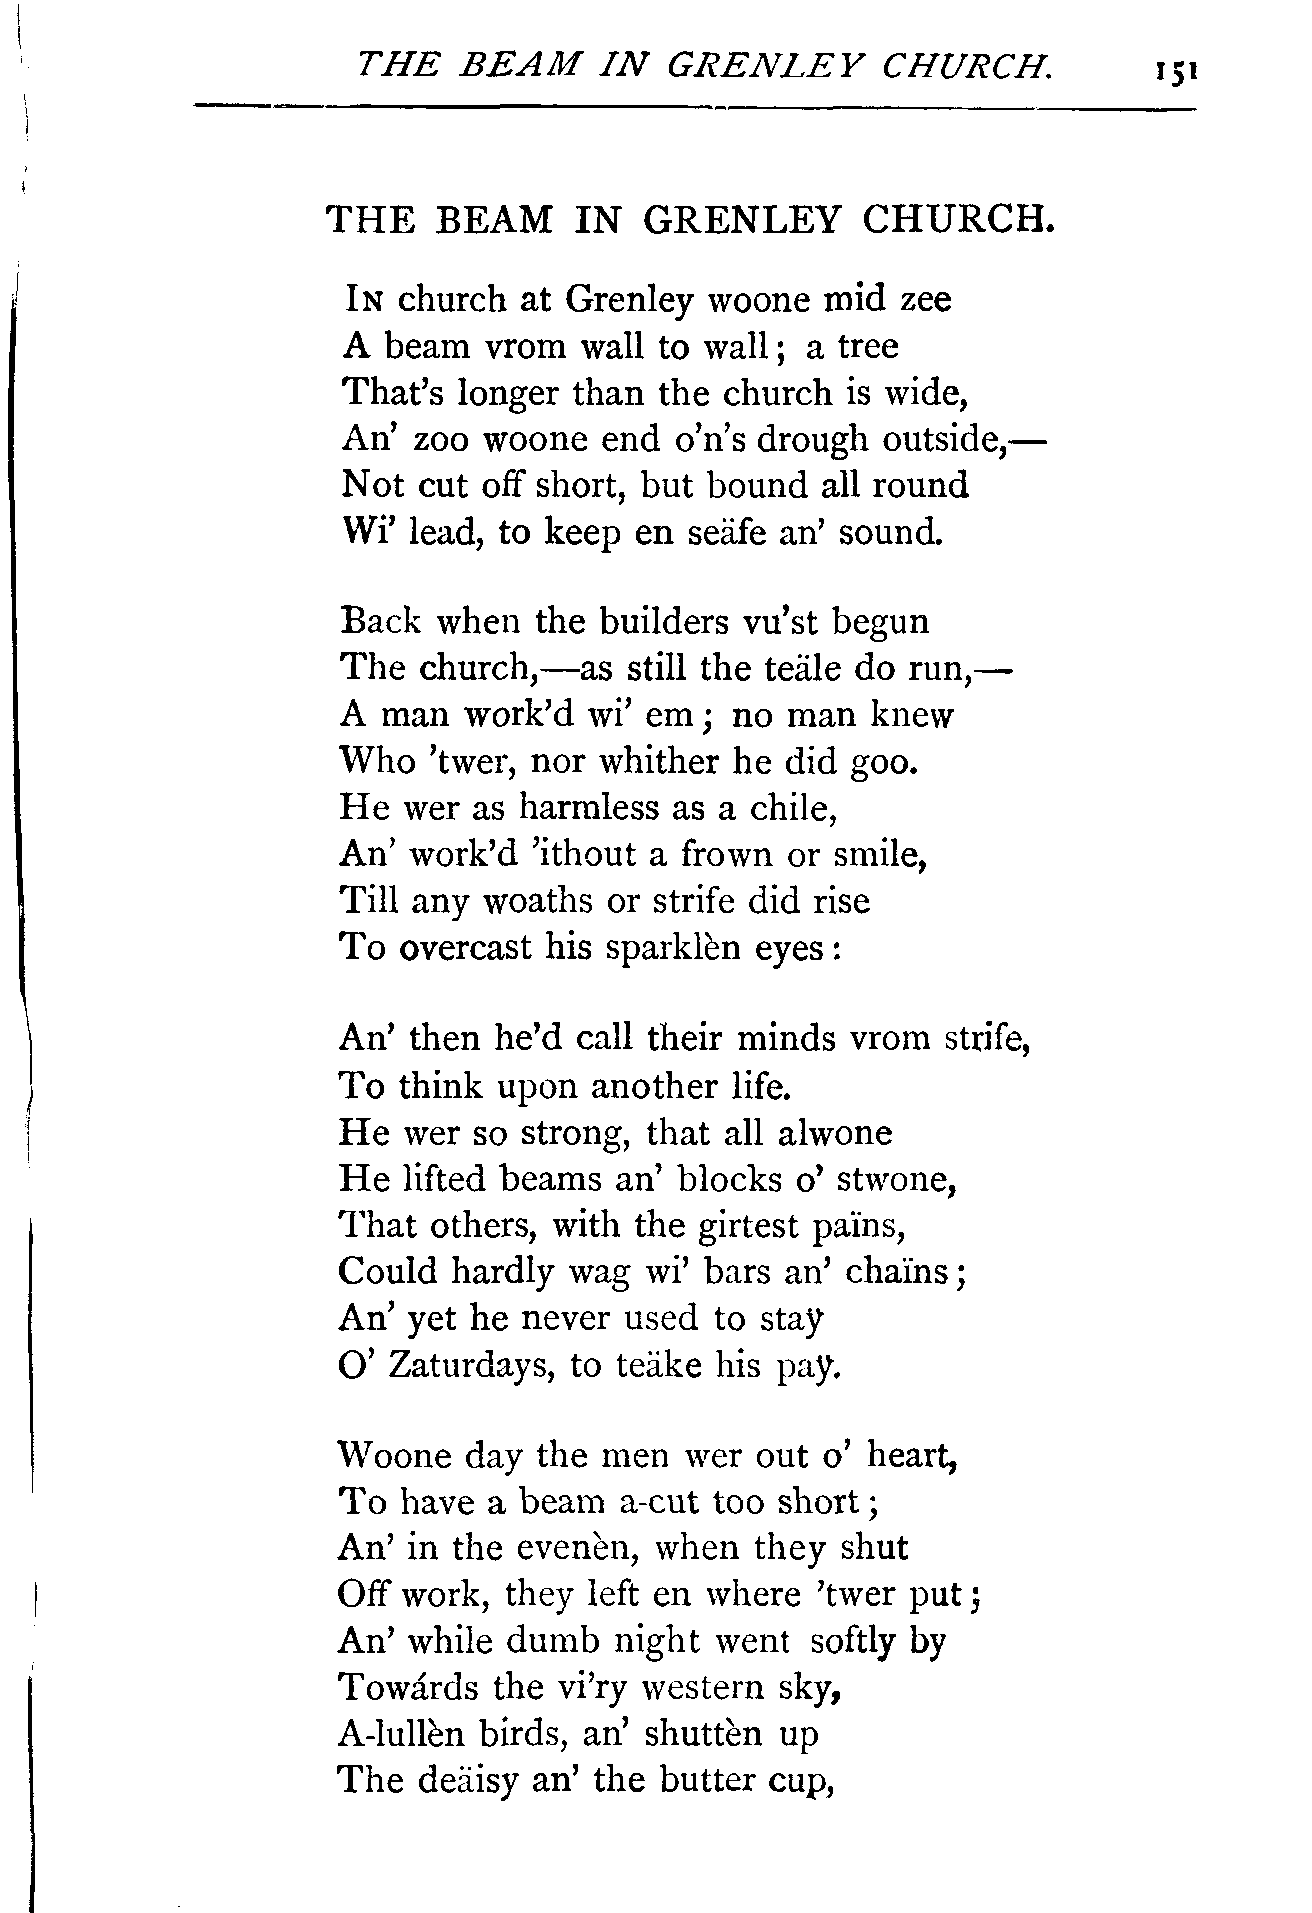 THE BEAM IN GRENLEY CHURCH. 151
THE BEAM IN GRENLEY CHURCH.
IN church at Grenley woone mid zee
A beam vrom wall to wall; a tree
That's longer than the church is wide,
An' zoo woone end o'n's drough outside,—
Not cut off short, but bound all round
Wi' lead, to keep en seäfe an' sound.
Back when the builders vu'st begun
The church,—as still the teäle do run,—
A man work'd wi' em; no man knew
Who 'twer, nor whither he did goo.
He wer as harmless as a chile,
An' work'd 'ithout a frown or smile,
Till any woaths or strife did rise
To overcast his sparklèn eyes:
An' then he'd call their minds vrom strife,
To think upon another life.
He wer so strong, that all alwone
He lifted beams an' blocks o' stwone,
That others, with the girtest païns,
Could hardly wag wi' bars an' chaïns;
An' yet he never used to staÿ
O' Zaturdays, to teäke his paÿ.
Woone day the men wer out o' heart,
To have a beam a-cut too short;
An' in the evenèn, when they shut
Off work, they left en where 'twer put;
An' while dumb night went softly by
Towárds the vi'ry western sky,
A-lullèn birds, an' shuttèn up
The deäisy an' the butter cup,